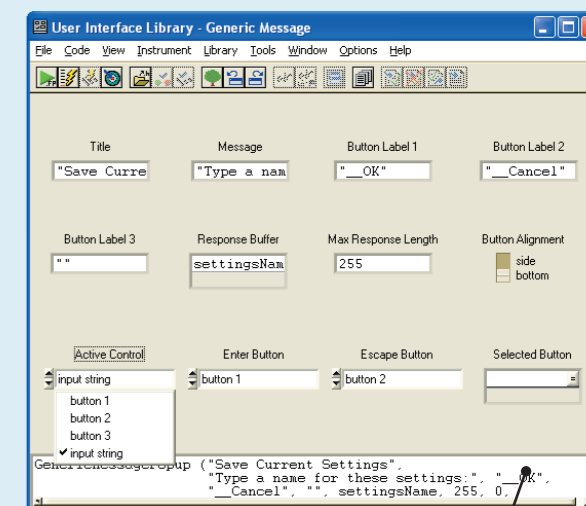 User Interface Library - Generic Message
File Code View Instrument Library Tools Window Options Help
Title Message Button Label 1 Button Label 2
"Save Curre "Type a nam "__OK" "__Cancel"
Button Label 3 Response Buffer Max Response Length Button Alignment
"" settingsNam 255 side
bottom
Active Control Enter Button Escape Button Selected Button
input string button 1 button 2
button 1
button 2
button 3
input string
GenericMessagePopup ("Save Current Settings",
"Type a name for these settings:", "__OK",
"__Cancel", "", settingsName, 255, 0,